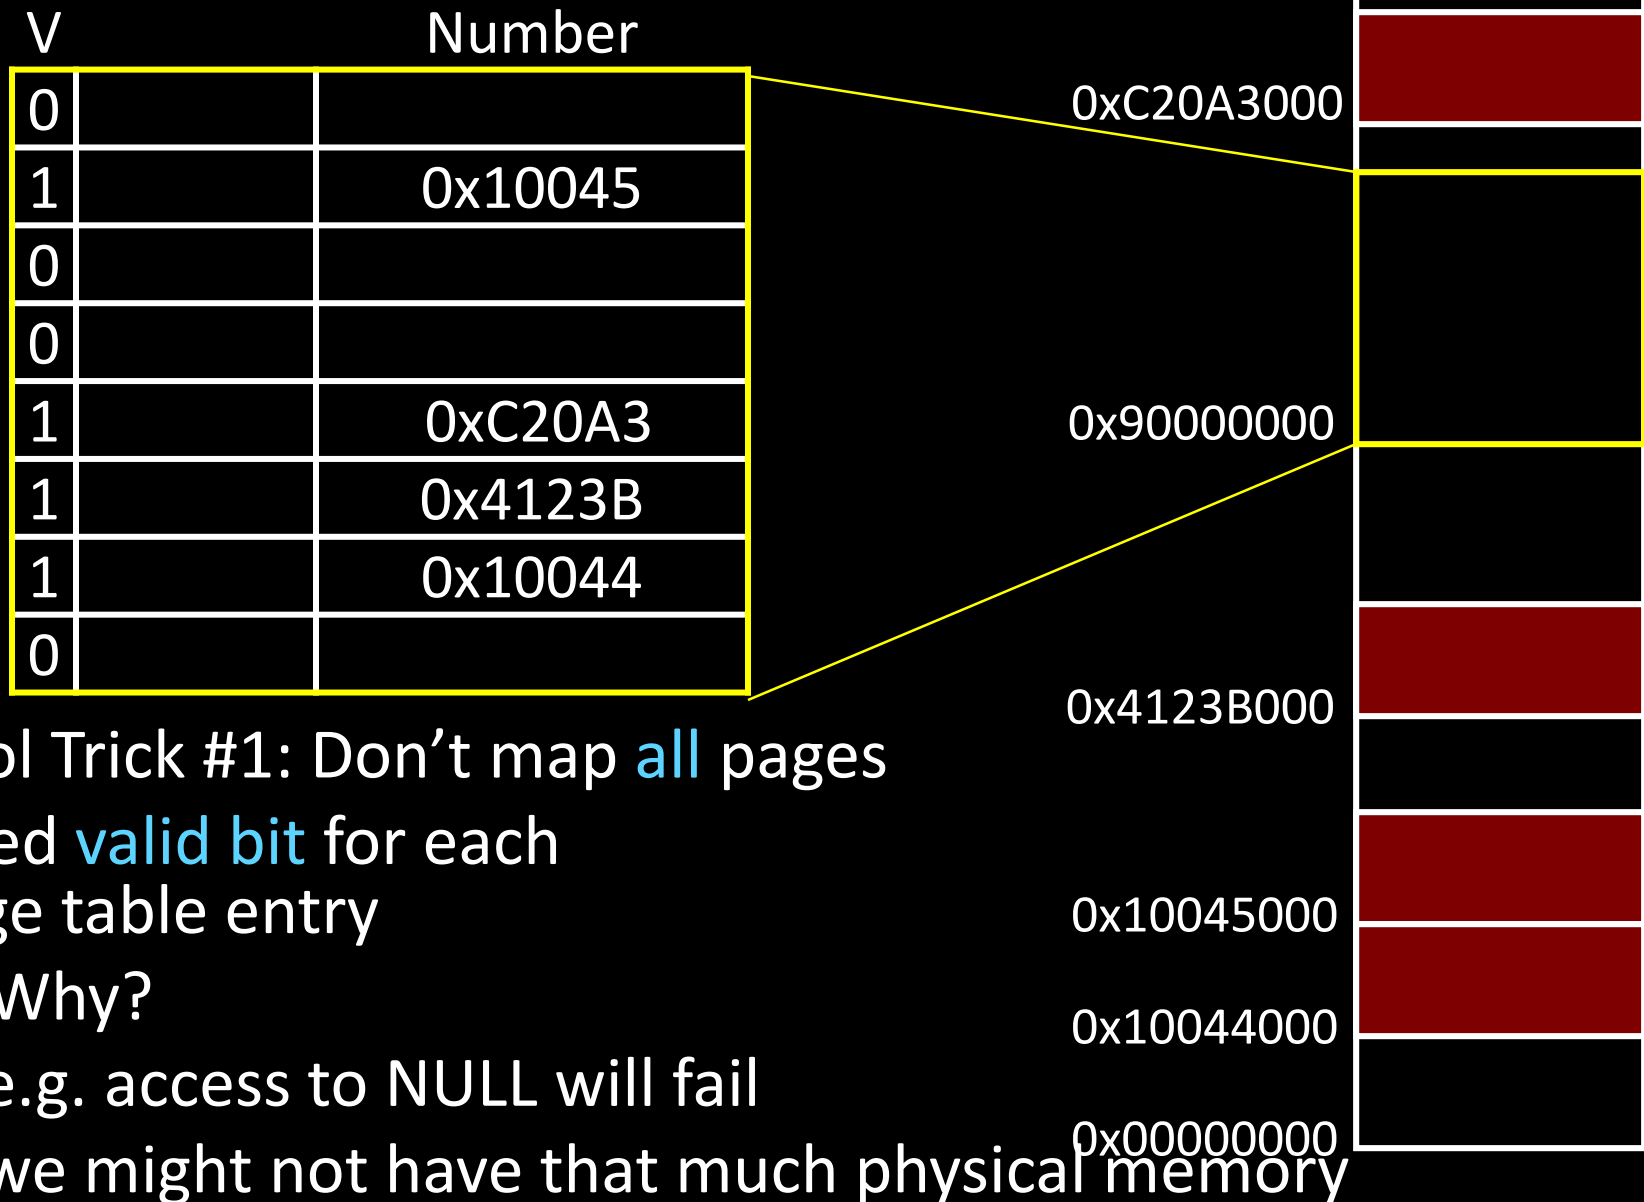 V Number
0
1 0x10045
0
0
1 0xC20A3
1 0x4123B
1 0x10044
0
0xC20A3000
0x90000000
0x4123B000
0x10045000
0x10044000
0x00000000
ol Trick #1: Don’t map all pages
ed valid bit for each
ge table entry
Why?
e.g. access to NULL will fail
we might not have that much physical memory